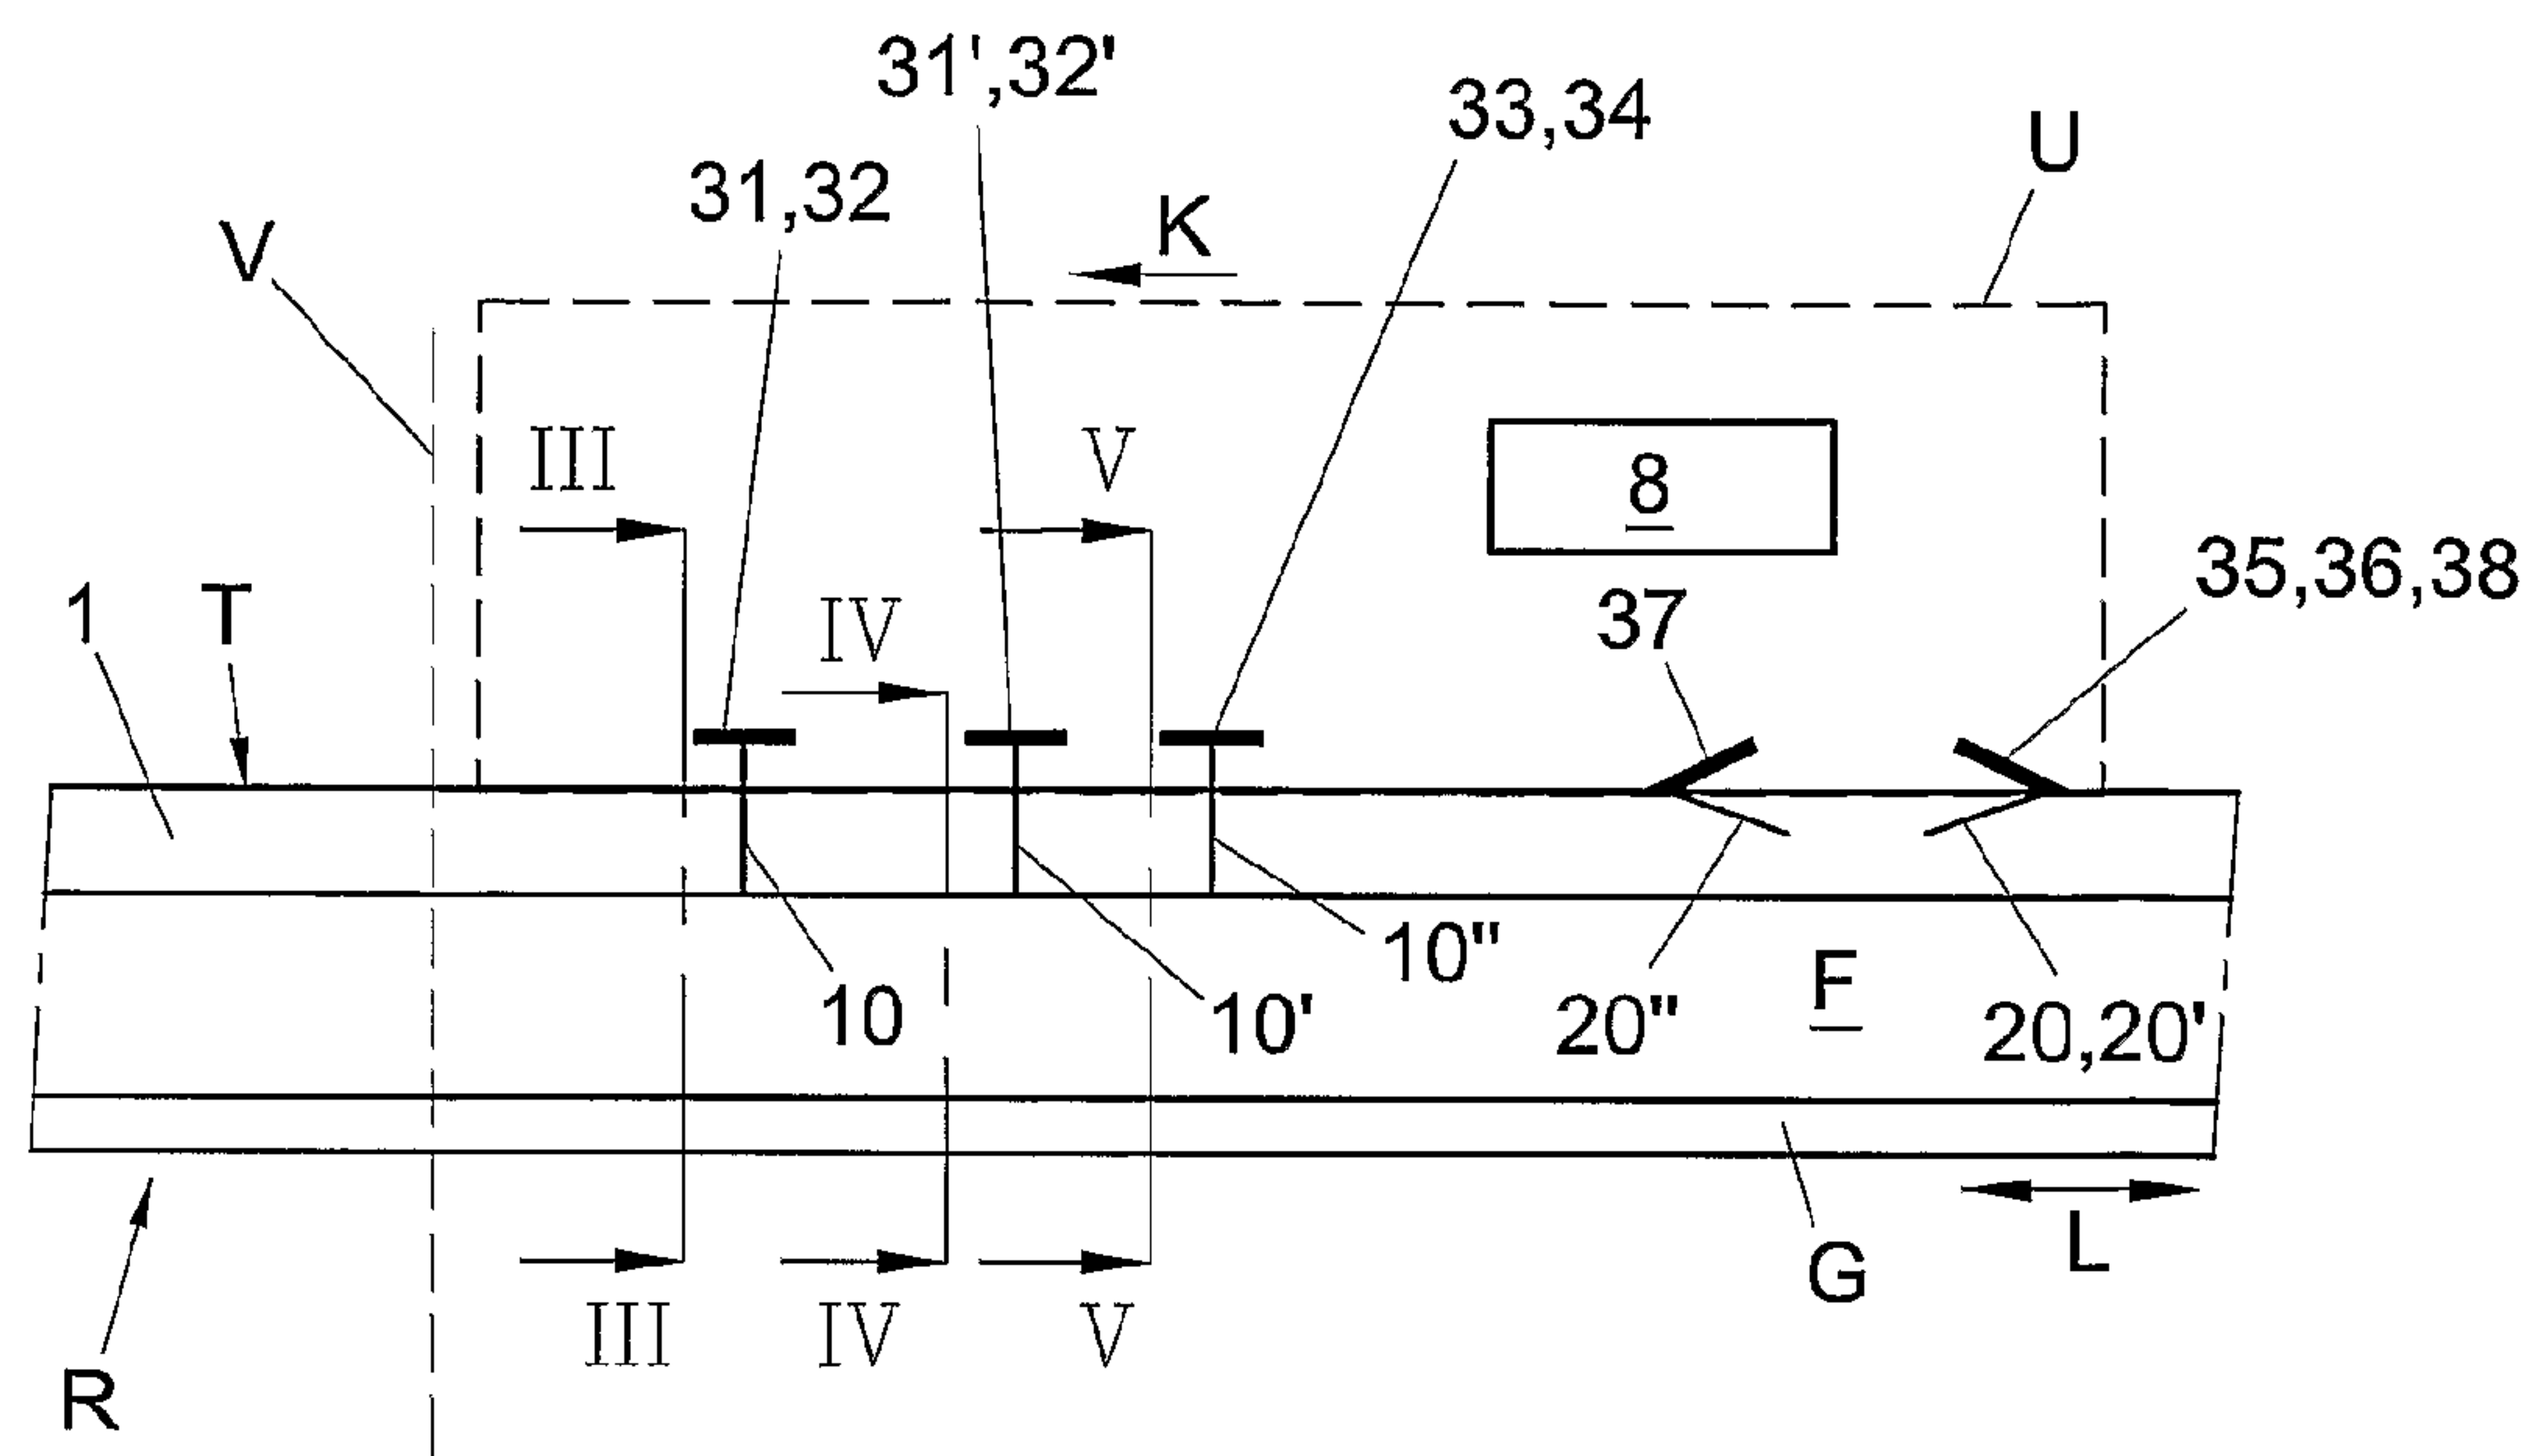 31',32'
33,34
U
31,32
K
V
III
V
8
35,36,38
1
T
IV
37
10"
10
10'
20"
F
20,20'
G
L
III
IV
V
R